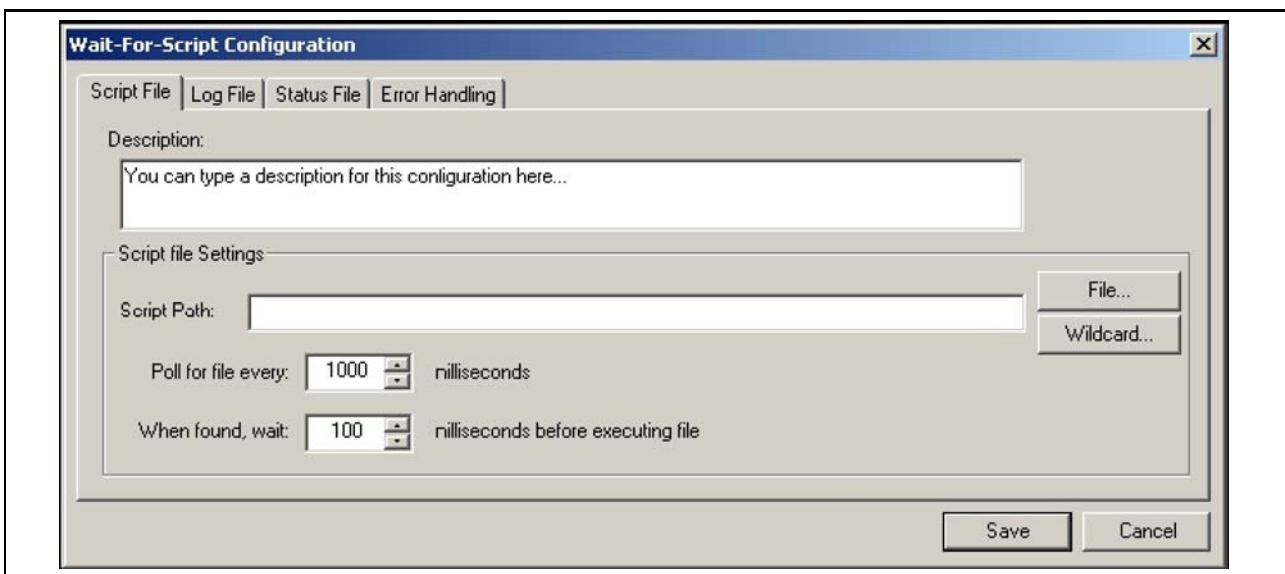 Wait-For-Script Configuration
Script File Log File Status File Error Handling
Description:
You can type a description for this conliguration here...
Script file Settings
Script Path:
File...
Wildcard...
Poll for file every: 1000 nilliseconds
When found, wait: 100 nilliseconds before executing file
Save Cancel